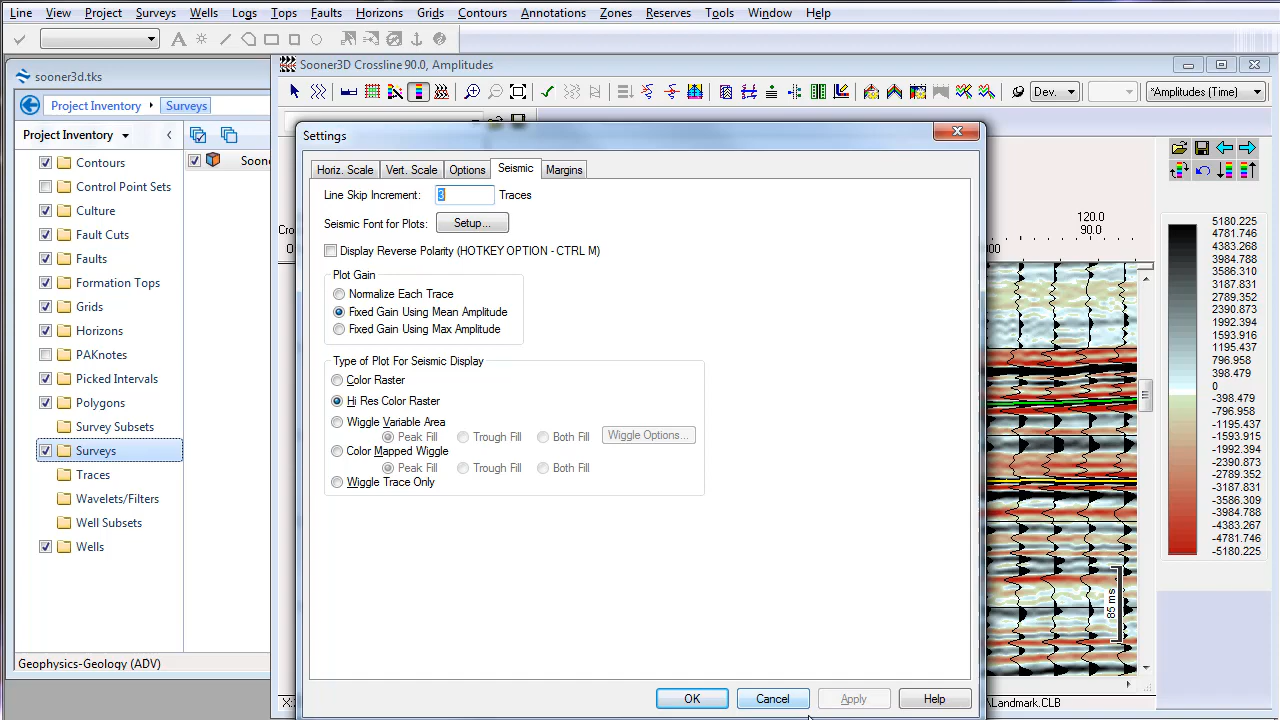 Line View Project Surveys Wells Logs Tops Faults Horizons Grids Contours Annotations Zones Reserves Tools Window Help
sooner3d.tks
Sooner3D Crossline 90.0, Amplitudes
Project Inventory Surveys
Dev... *Amplitudes (Time)
Project Inventory
Contours
Soone
Control Point Sets
Culture
Fault Cuts
Faults
Formation Tops
Grids
Horizons
PAKnotes
Picked Intervals
Polygons
Survey Subsets
Surveys
Traces
Wavelets/Filters
Well Subsets
Wells
Geophysics-Geology (ADV)
Settings
Horiz. Scale Vert. Scale Options Seismic Margins
Line Skip Increment: 3 Traces
Seismic Font for Plots: Setup...
Display Reverse Polarity (HOTKEY OPTION - CTRL M)
Plot Gain
Normalize Each Trace
Fixed Gain Using Mean Amplitude
Fixed Gain Using Max Amplitude
Type of Plot For Seismic Display
Color Raster
Hi Res Color Raster
Wiggle Variable Area
Peak Fill Trough Fill Both Fill Wiggle Options...
Color Mapped Wiggle
Peak Fill Trough Fill Both Fill
Wiggle Trace Only
OK Cancel Apply Help
Cro
0
120.0
90.0
000
85 ms
5180.225
4781.746
4383.268
3984.788
3586.310
3187.831
2789.352
2390.873
1992.394
1593.916
1195.437
796.958
398.479
0
-398.479
-796.958
-1195.437
-1593.915
-1992.394
-2390.873
-2789.352
-3187.831
-3586.309
-3984.788
-4383.267
-4781.746
-5180.225
X:
\Landmark.CLB